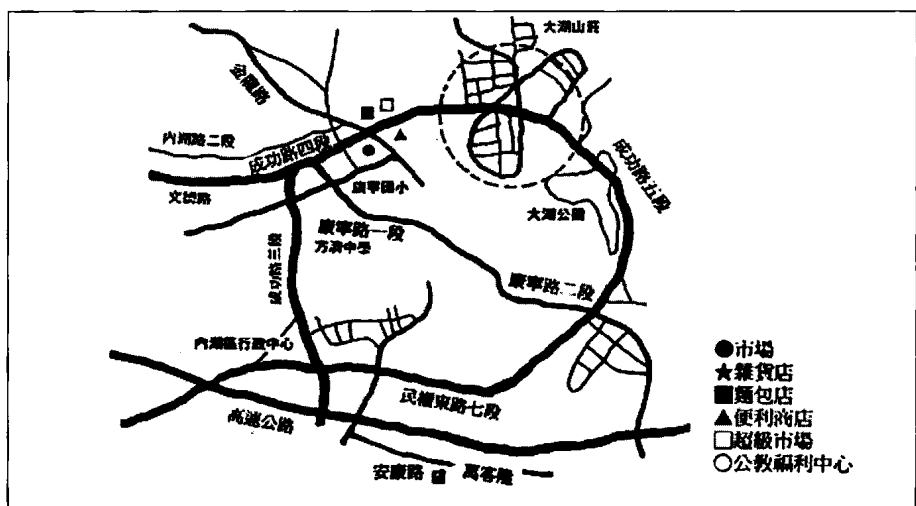 大湖山莊
金龍路
內湖路二段
成功路四段
成功路五段
文德路
康寧國小
大湖公園
康寧路一段
方濟中學
成功路三段
康寧路二段
內湖區行政中心
民權東路七段
高速公路
安康路
萬客隆
●市場
★雜貨店
■麵包店
▲便利商店
□超級市場
○公教福利中心